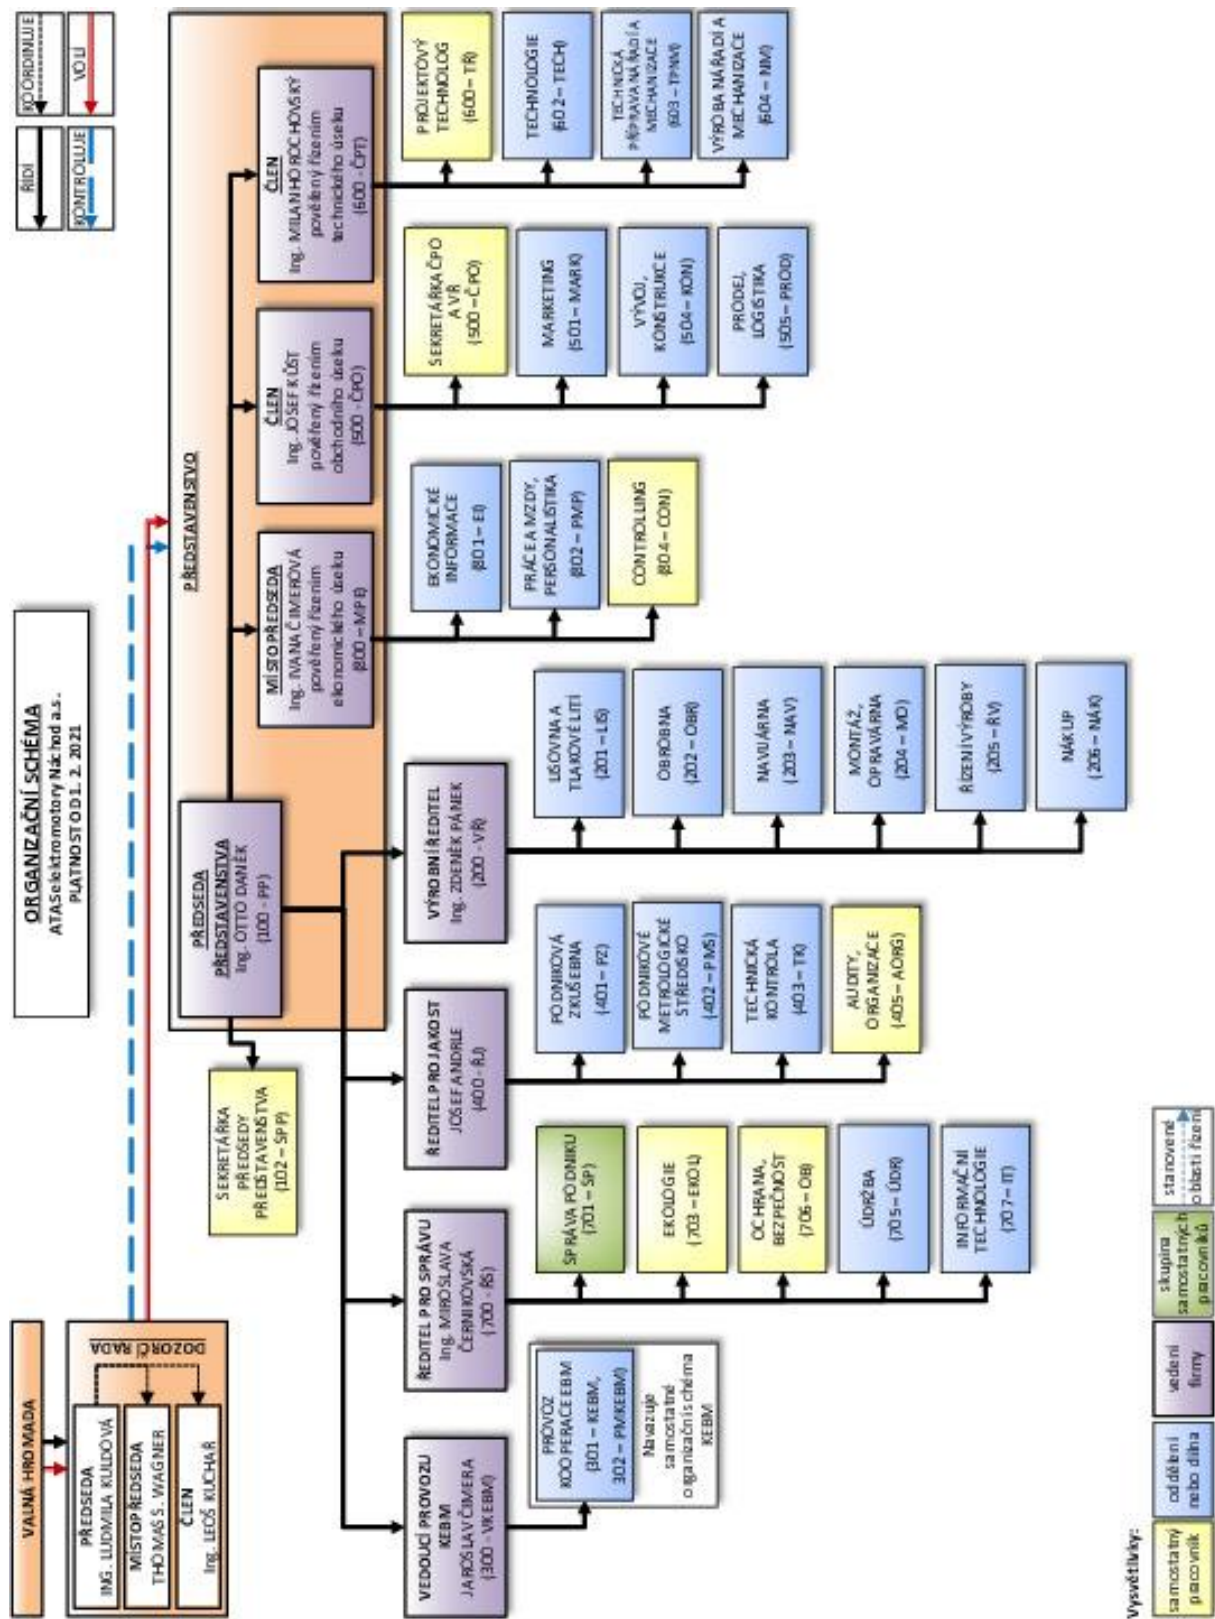 VALNÁ HROMADA
PŘEDSEDA
ING. LUDMILA KULDOVÁ
MÍSTOPŘEDSEDA
THOMAS S. WAGNER
ČLEN
Ing. LEOŠ KUCHAŘ
DOZORČÍ RADA
ORGANIZAČNÍ SCHÉMA
ATAS elektromotory Náchod a.s.
PLATNOST OD 1. 2. 2021
ŘÍDÍ
KOORDINUJE
KONTROLUJE
VOLÍ
PŘEDSTAVENSTVO
SEKRETÁŘKA
PŘEDSEDY
PŘEDSTAVENSTVA
(102 – SPP)
PŘEDSEDA
PŘEDSTAVENSTVA
Ing. OTTO DANĚK
(100 - PP)
MÍSTOPŘEDSEDA
Ing. IVANA ČIMEROVÁ
pověřený řízením
ekonomického úseku
(800 – MPE)
ČLEN
Ing. JOSEF KŮST
pověřený řízením
obchodního úseku
(500 - ČPO)
ČLEN
Ing. MILAN HOROCHOVSKÝ
pověřený řízením
technického úseku
(600 - ČPT)
VEDOUCÍ PROVOZU
KEBM
JAROSLAV ČIMERA
(300 - VKEBM)
PROVOZ
KOOPERACE EBM
(301 – KEBM,
302 – PMKEBM)
Navazuje
samostatné
organizační schéma
KEBM
ŘEDITEL PRO SPRÁVU
Ing. MIROSLAVA
ČERNIKOVSKÁ
(700 - ŘS)
SPRÁVA PODNIKU
(701 – SP)
EKOLOGIE
(703 – EKOL)
OCHRANA,
BEZPEČNOST
(706 – OB)
ÚDRŽBA
(705 – ÚDR)
INFORMAČNÍ
TECHNOLOGIE
(707 – IT)
ŘEDITEL PRO JAKOST
JOSEF ANDRLE
(400 - ŘJ)
PODNIKOVÁ
ZKUŠEBNA
(401 – PZ)
PODNIKOVÉ
METROLOGICKÉ
STŘEDISKO
(402 – PMS)
TECHNICKÁ
KONTROLA
(403 – TK)
AUDITY,
ORGANIZACE
(405 – AORG)
VÝROBNÍ ŘEDITEL
Ing. ZDENĚK PÁNEK
(200 - VŘ)
LISOVNA A
TLAKOVÉ LITÍ
(201 – LIS)
OBROBNA
(202 – OBR)
NAVIJÁRNA
(203 – NAV)
MONTÁŽ,
OPRAVÁRNA
(204 – MO)
ŘÍZENÍ VÝROBY
(205 – ŘV)
NÁKUP
(206 – NÁK)
EKONOMICKÉ
INFORMACE
(801 – EI)
PRÁCE A MZDY,
PERSONALISTIKA
(802 – PMP)
CONTROLLING
(804 – CON)
SEKRETÁŘKA ČPO
A VŘ
(500 – ČPO)
MARKETING
(501 – MARK)
VÝVOJ,
KONSTRUKCE
(504 – KON)
PRODEJ,
LOGISTIKA
(505 – PROD)
PROJEKTOVÝ
TECHNOLOG
(600 – TŘ)
TECHNOLOGIE
(602 – TECH)
TECHNICKÁ
PŘÍPRAVA NÁŘADÍ A
MECHANIZACE
(603 – TPNM)
VÝROBA NÁŘADÍ A
MECHANIZACE
(604 – NM)
Vysvětlivky:
samostatný
pracovník
oddělení
nebo dílna
vedení
firmy
skupina
samostatných
pracovníků
stanovené
oblasti řízení